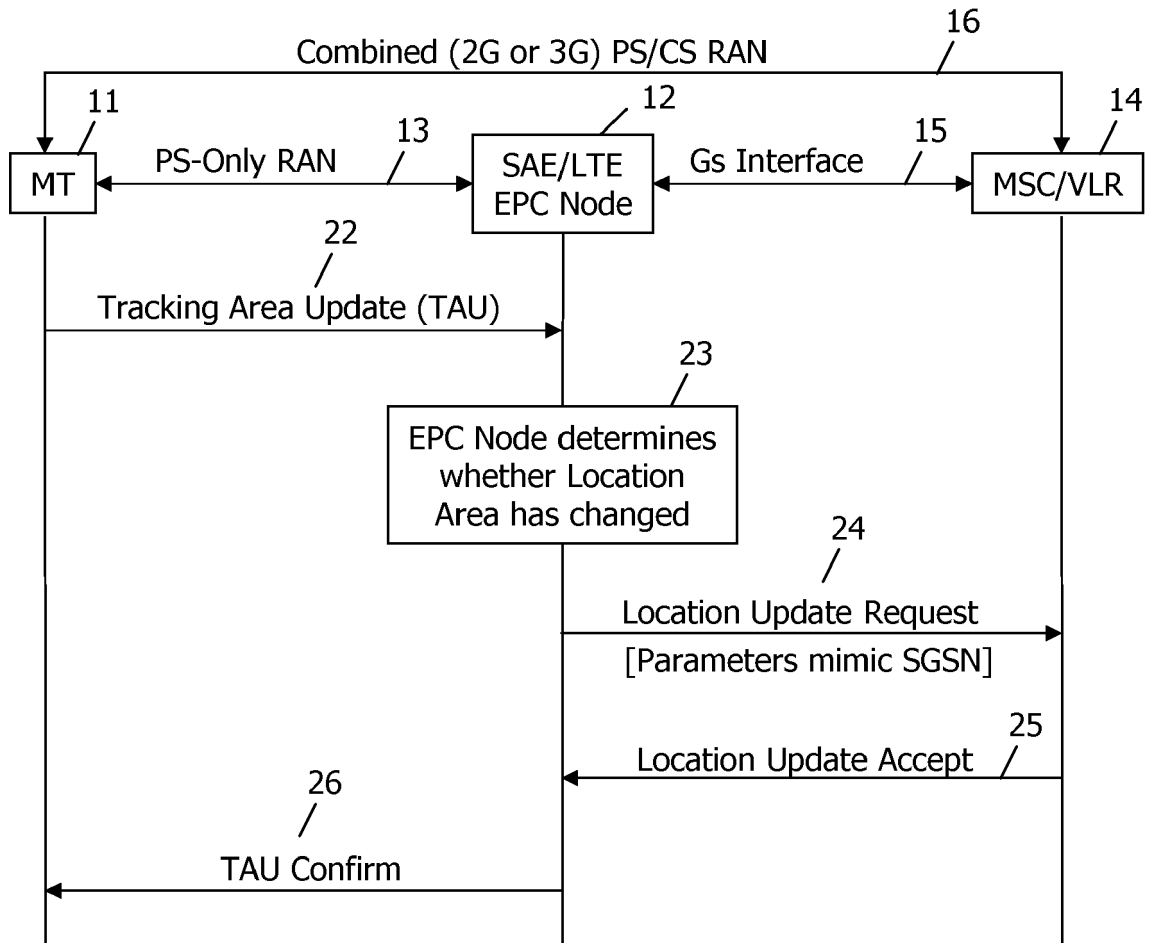 16
Combined (2G or 3G) PS/CS RAN
11
12
13
15
14
MT
PS-Only RAN
SAE/LTE
EPC Node
Gs Interface
MSC/VLR
22
Tracking Area Update (TAU)
23
EPC Node determines
whether Location
Area has changed
24
Location Update Request
[Parameters mimic SGSN]
25
Location Update Accept
26
TAU Confirm